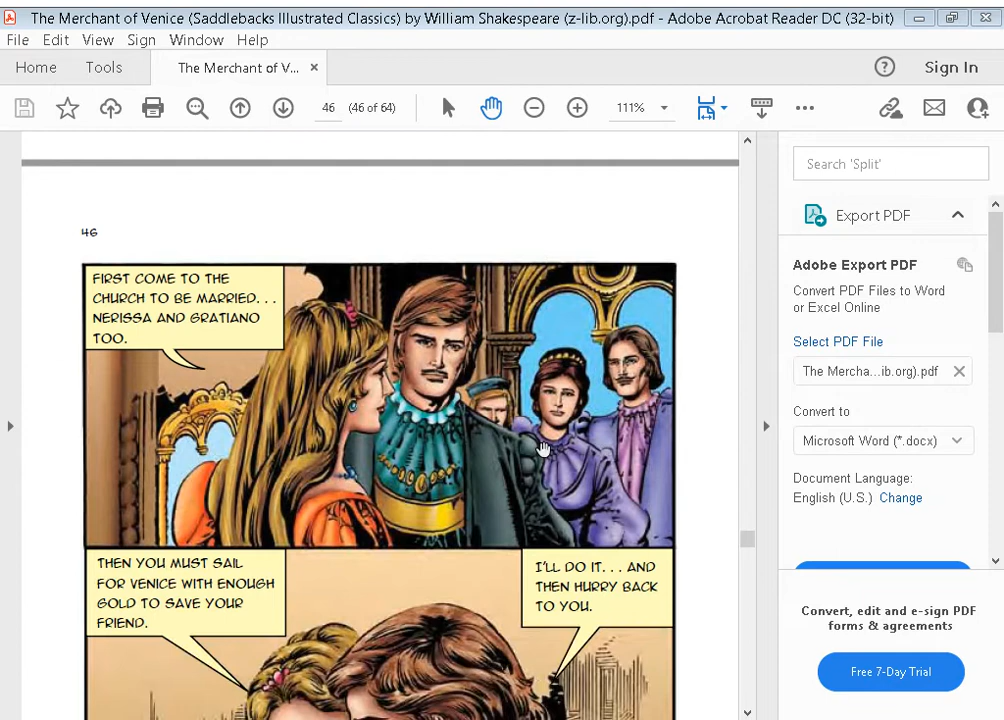 The Merchant of Venice (Saddlebacks Illustrated Classics) by William Shakespeare (z-lib.org).pdf - Adobe Acrobat Reader DC (32-bit)
File Edit View Sign Window Help
Home Tools The Merchant of V... × Sign In
46 (46 of 64) 111%
Search 'Split'
Export PDF
Adobe Export PDF
Convert PDF Files to Word
or Excel Online
Select PDF File
The Mercha...ib.org).pdf
Convert to
Microsoft Word (*.docx)
Document Language:
English (U.S.) Change
Convert, edit and e-sign PDF
forms & agreements
Free 7-Day Trial
46
FIRST COME TO THE
CHURCH TO BE MARRIED. . .
NERISSA AND GRATIANO
TOO.
THEN YOU MUST SAIL
FOR VENICE WITH ENOUGH
GOLD TO SAVE YOUR
FRIEND.
I'LL DO IT. . . AND
THEN HURRY BACK
TO YOU.